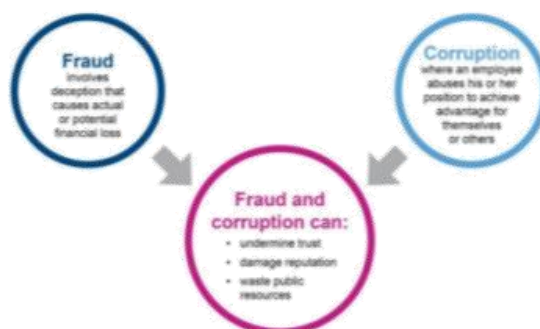 Fraud
involves
deception that
causes actual
or potential
financial loss
Corruption
where an employee
abuses his or her
position to achieve
advantage for
themselves
or others
Fraud and
corruption can:
• undermine trust
• damage reputation
• waste public
resources